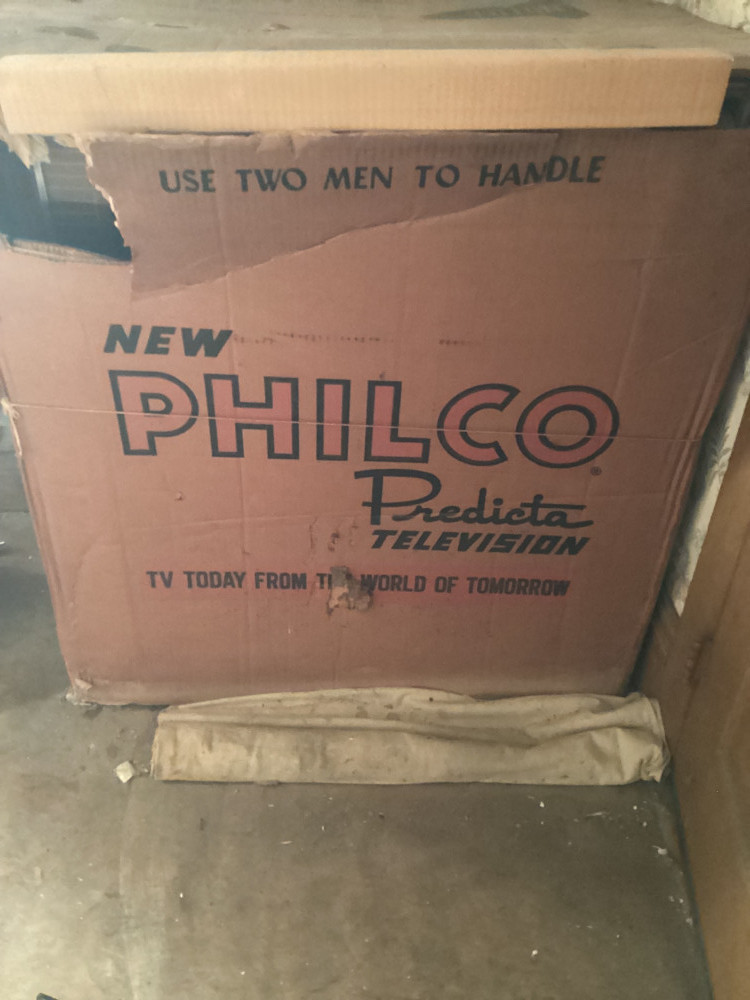 USE TWO MEN TO HANDLE
NEW
PHILCO®
Predicta
TELEVISION
TV TODAY FROM WORLD OF TOMORROW